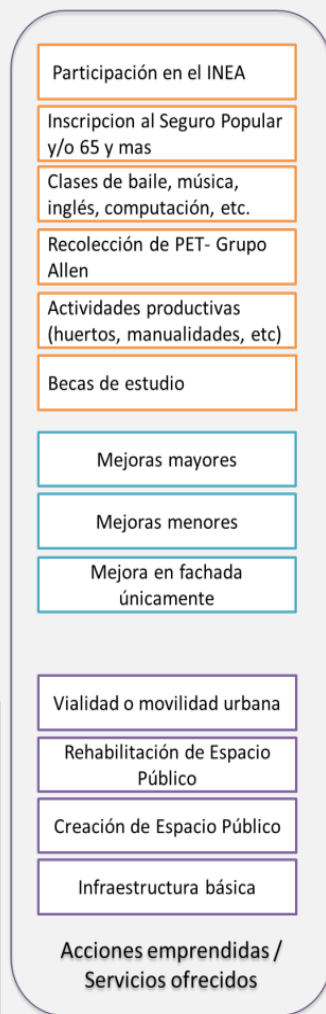 Participación en el INEA
Inscripcion al Seguro Popular
y/o 65 y mas
Clases de baile, música,
inglés, computación, etc.
Recolección de PET- Grupo
Allen
Actividades productivas
(huertos, manualidades, etc)
Becas de estudio
Mejoras mayores
Mejoras menores
Mejora en fachada
únicamente
Vialidad o movilidad urbana
Rehabilitación de Espacio
Público
Creación de Espacio Público
Infraestructura básica
Acciones emprendidas /
Servicios ofrecidos